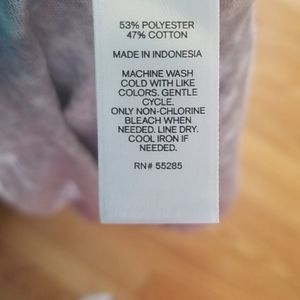 53% POLYESTER
47% COTTON
MADE IN INDONESIA
MACHINE WASH
COLD WITH LIKE
COLORS. GENTLE
CYCLE.
ONLY NON-CHLORINE
BLEACH WHEN
NEEDED. LINE DRY.
COOL IRON IF
NEEDED.
RN# 55285